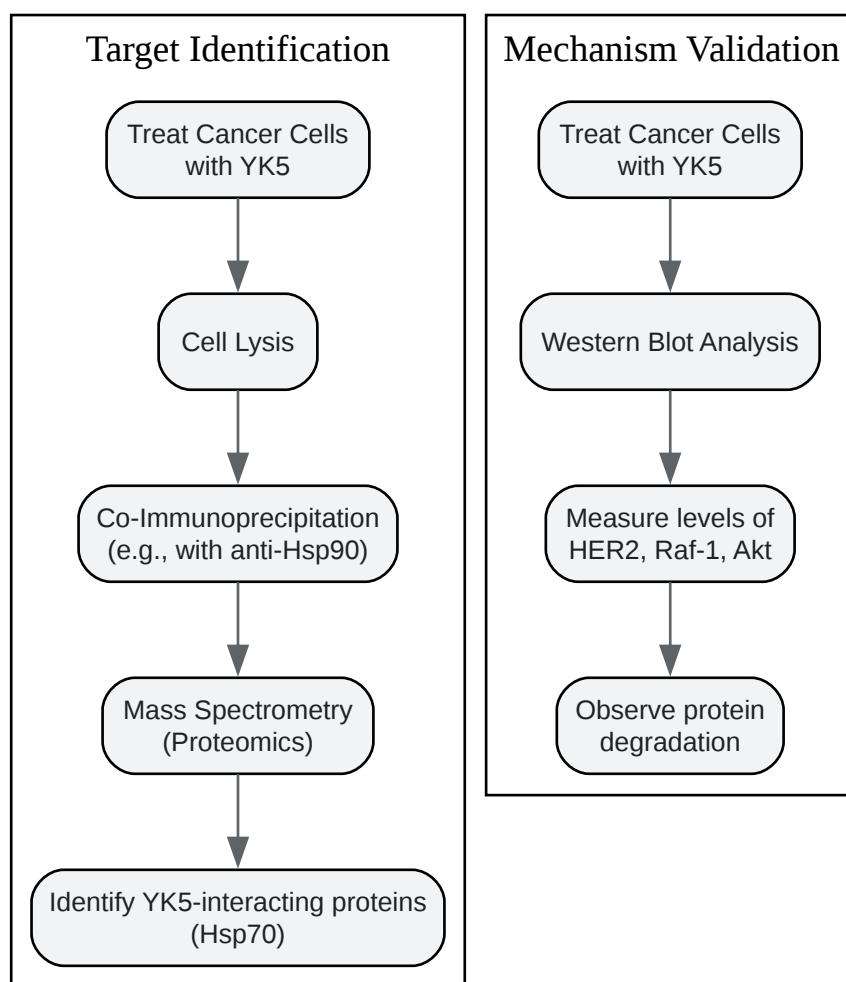 Target Identification
Treat Cancer Cells
with YK5
Cell Lysis
Co-Immunoprecipitation
(e.g., with anti-Hsp90)
Mass Spectrometry
(Proteomics)
Identify YK5-interacting proteins
(Hsp70)
Mechanism Validation
Treat Cancer Cells
with YK5
Western Blot Analysis
Measure levels of
HER2, Raf-1, Akt
Observe protein
degradation